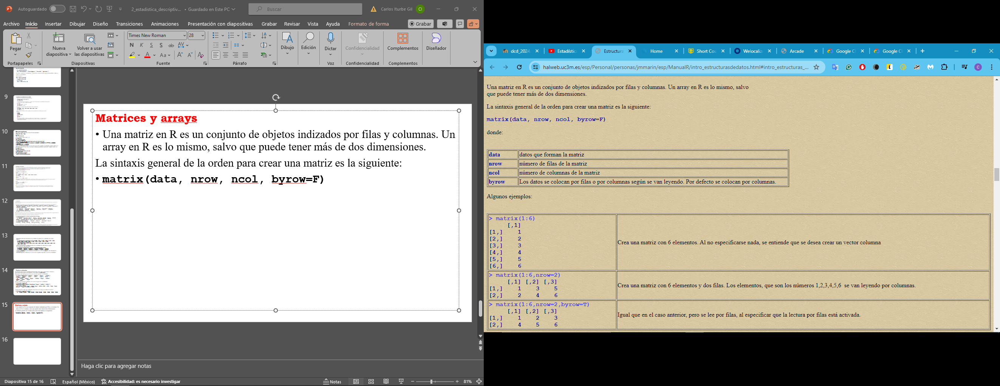 Autoguardado
2_estadistica_descriptiv... • Guardado en Este PC
Buscar
Carlos Iturbe Gil
CI
Archivo Inicio Insertar Dibujar Diseño Transiciones Animaciones Presentación con diapositivas Grabar Revisar Vista Ayuda Formato de forma
Grabar
Pegar
Nueva diapositiva
Volver a usar las diapositivas
Times New Roman 28
N K S S ab AV
A Aa A A A
Dibujo
Edición
Dictar
Confidencialidad
Complementos
Diseñador
Portapapeles Diapositivas Fuente Párrafo Voz Confidencialidad Complementos
9
10
11
12
13
14
15
16
Matrices y arrays
• Una matriz en R es un conjunto de objetos indizados por filas y columnas. Un
array en R es lo mismo, salvo que puede tener más de dos dimensiones.
La sintaxis general de la orden para crear una matriz es la siguiente:
• matrix(data, nrow, ncol, byrow=F)
Haga clic para agregar notas
Diapositiva 15 de 16 Español (México) Accesibilidad: es necesario investigar Notas 81%
dcd_2024 Estadístic Estructura Home Short Cou Welocaliz Arcade Google Cl Google Cl
halweb.uc3m.es/esp/Personal/personas/jmmarin/esp/ManualR/intro_estructurasdedatos.html#intro_estructuras_...
Una matriz en R es un conjunto de objetos indizados por filas y columnas. Un array en R es lo mismo, salvo
que puede tener más de dos dimensiones.
La sintaxis general de la orden para crear una matriz es la siguiente:
matrix(data, nrow, ncol, byrow=F)
donde:
data datos que forman la matriz
nrow número de filas de la matriz
ncol número de columnas de la matriz
byrow Los datos se colocan por filas o por columnas según se van leyendo. Por defecto se colocan por columnas.
Algunos ejemplos:
> matrix(1:6)
[,1]
[1,] 1
[2,] 2
[3,] 3
[4,] 4
[5,] 5
[6,] 6
Crea una matriz con 6 elementos. Al no especificarse nada, se entiende que se desea crear un vector columna
> matrix(1:6,nrow=2)
[,1] [,2] [,3]
[1,] 1 3 5
[2,] 2 4 6
Crea una matriz con 6 elementos y dos filas. Los elementos, que son los números 1,2,3,4,5,6 se van leyendo por columnas.
> matrix(1:6,nrow=2,byrow=T)
[,1] [,2] [,3]
[1,] 1 2 3
[2,] 4 5 6
Igual que en el caso anterior, pero se lee por filas, al especificar que la lectura por filas está activada.